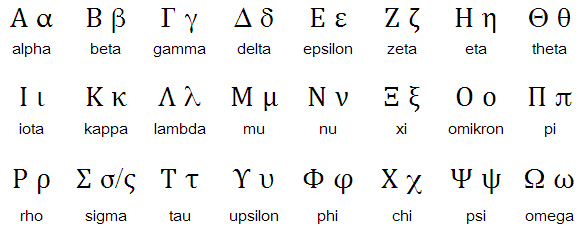 Α α Β β Γ γ Δ δ Ε ε Ζ ζ Η η Θ θ
alpha beta gamma delta epsilon zeta eta theta
Ι ι Κ κ Λ λ Μ μ Ν ν Ξ ξ Ο ο Π π
iota kappa lambda mu nu xi omikron pi
Ρ ρ Σ σ/ς Τ τ ϒ υ Φ φ Χ χ Ψ ψ Ω ω
rho sigma tau upsilon phi chi psi omega